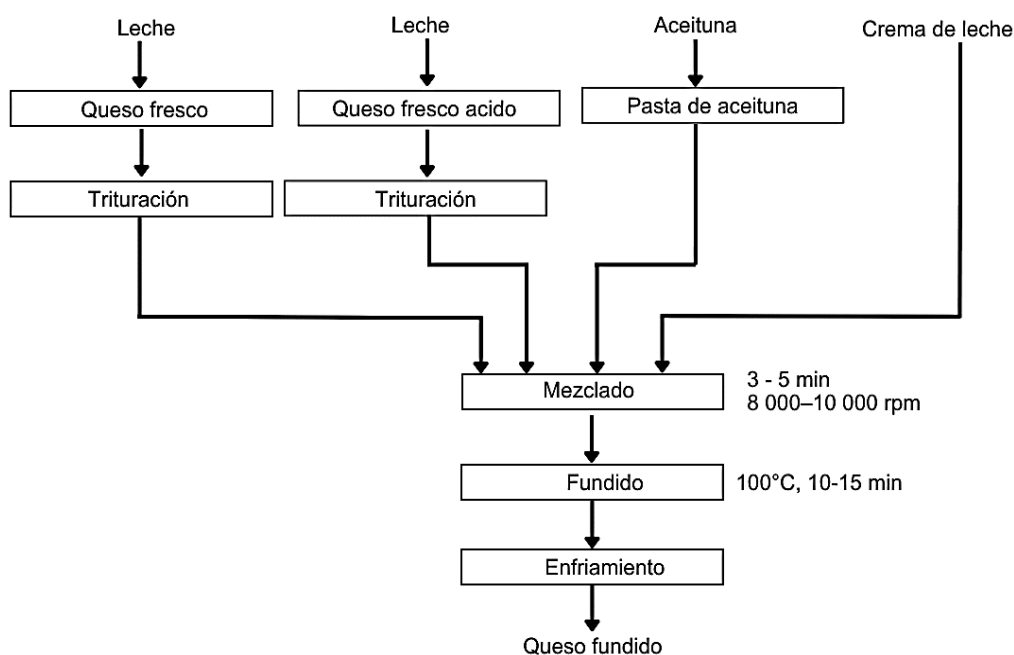 Leche
Leche
Aceituna
Crema de leche
Queso fresco
Queso fresco acido
Pasta de aceituna
Trituración
Trituración
Mezclado
3 - 5 min
8 000–10 000 rpm
Fundido
100°C, 10-15 min
Enfriamiento
Queso fundido